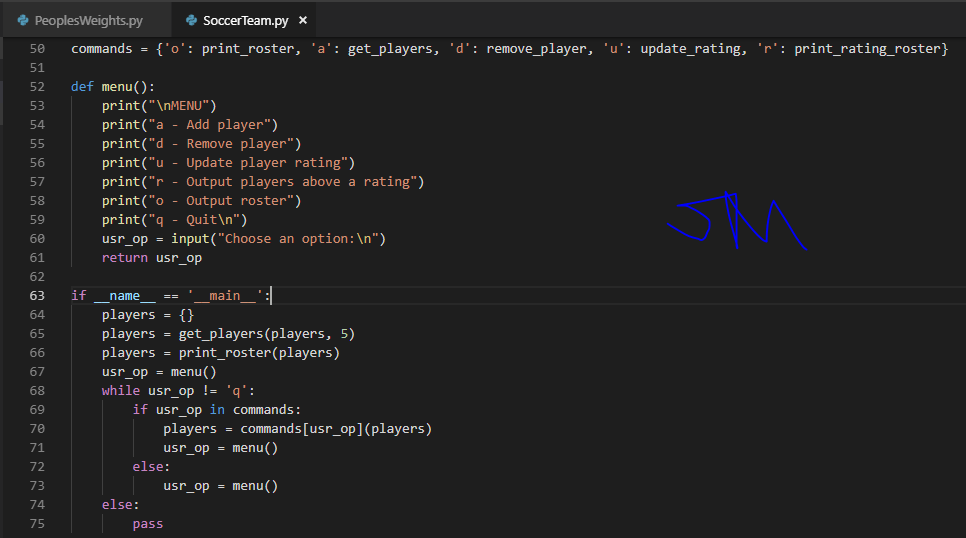 PeoplesWeights.py SoccerTeam.py ×
50 commands = {'o': print_roster, 'a': get_players, 'd': remove_player, 'u': update_rating, 'r': print_rating_roster}
51
52 def menu():
53     print("\nMENU")
54     print("a - Add player")
55     print("d - Remove player")
56     print("u - Update player rating")
57     print("r - Output players above a rating")
58     print("o - Output roster")
59     print("q - Quit\n")
60     usr_op = input("Choose an option:\n")
61     return usr_op
62
63 if __name__ == '__main__':
64     players = {}
65     players = get_players(players, 5)
66     players = print_roster(players)
67     usr_op = menu()
68     while usr_op != 'q':
69         if usr_op in commands:
70             players = commands[usr_op](players)
71             usr_op = menu()
72         else:
73             usr_op = menu()
74     else:
75         pass